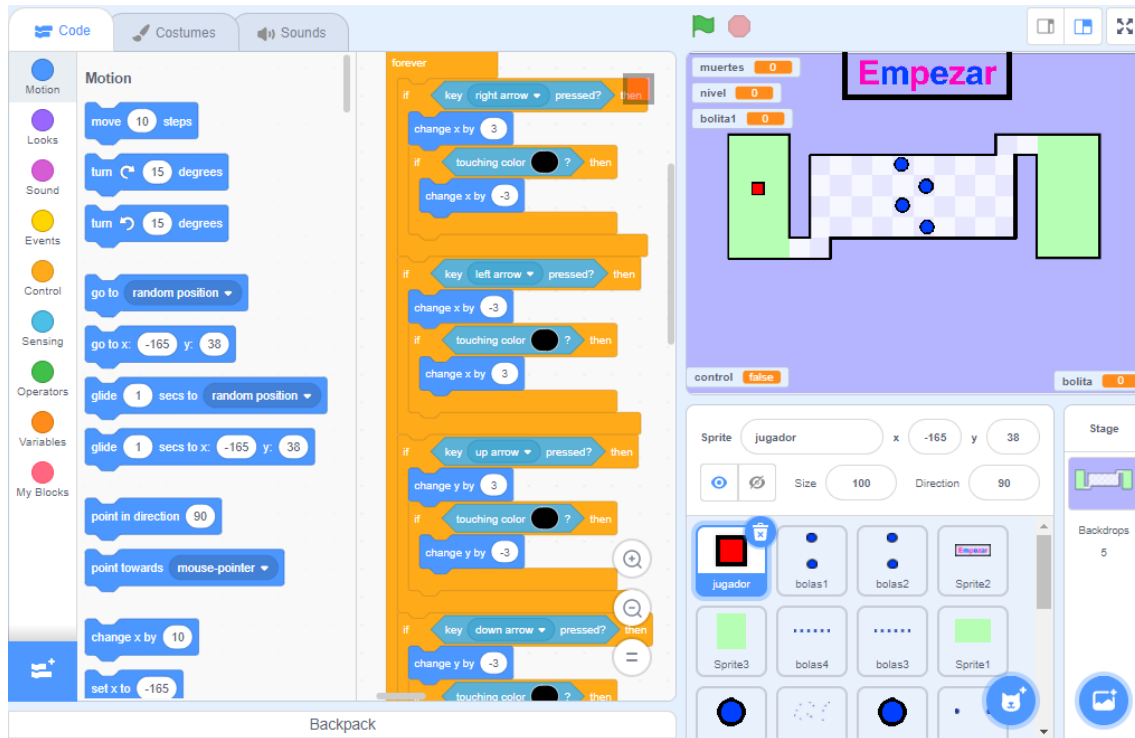 Code
Costumes
Sounds
Motion
Looks
Sound
Events
Control
Sensing
Operators
Variables
My Blocks
Motion
move 10 steps
turn 15 degrees
turn 15 degrees
go to random position
go to x: -165 y: 38
glide 1 secs to random position
glide 1 secs to x: -165 y: 38
point in direction 90
point towards mouse-pointer
change x by 10
set x to -165
forever
if key right arrow pressed? then
change x by 3
if touching color ? then
change x by -3
if key left arrow pressed? then
change x by -3
if touching color ? then
change x by 3
if key up arrow pressed? then
change y by 3
if touching color ? then
change y by -3
if key down arrow pressed? then
change y by -3
if touching color ? then
Backpack
muertes 0
nivel 0
bolita1 0
Empezar
control false
bolita 0
Sprite jugador x -165 y 38
Size 100 Direction 90
jugador
bolas1
bolas2
Empezar
Sprite2
Sprite3
bolas4
bolas3
Sprite1
Stage
Backdrops
5